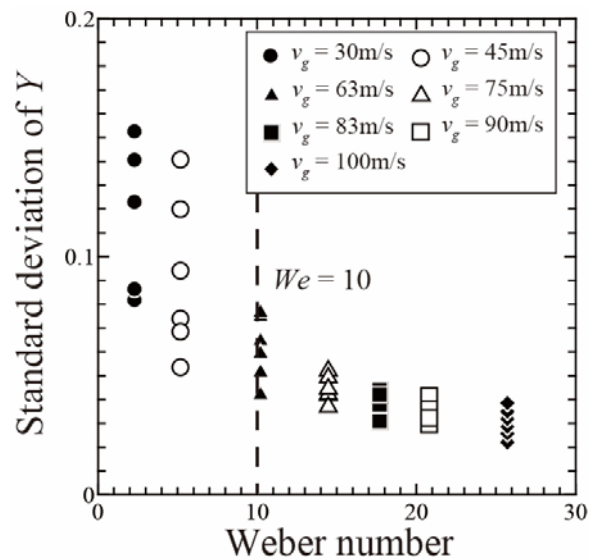 0.2
v_g = 30m/s v_g = 45m/s
v_g = 63m/s v_g = 75m/s
v_g = 83m/s v_g = 90m/s
v_g = 100m/s
Standard deviation of Y
0.1
We = 10
0
0 10 20 30
Weber number